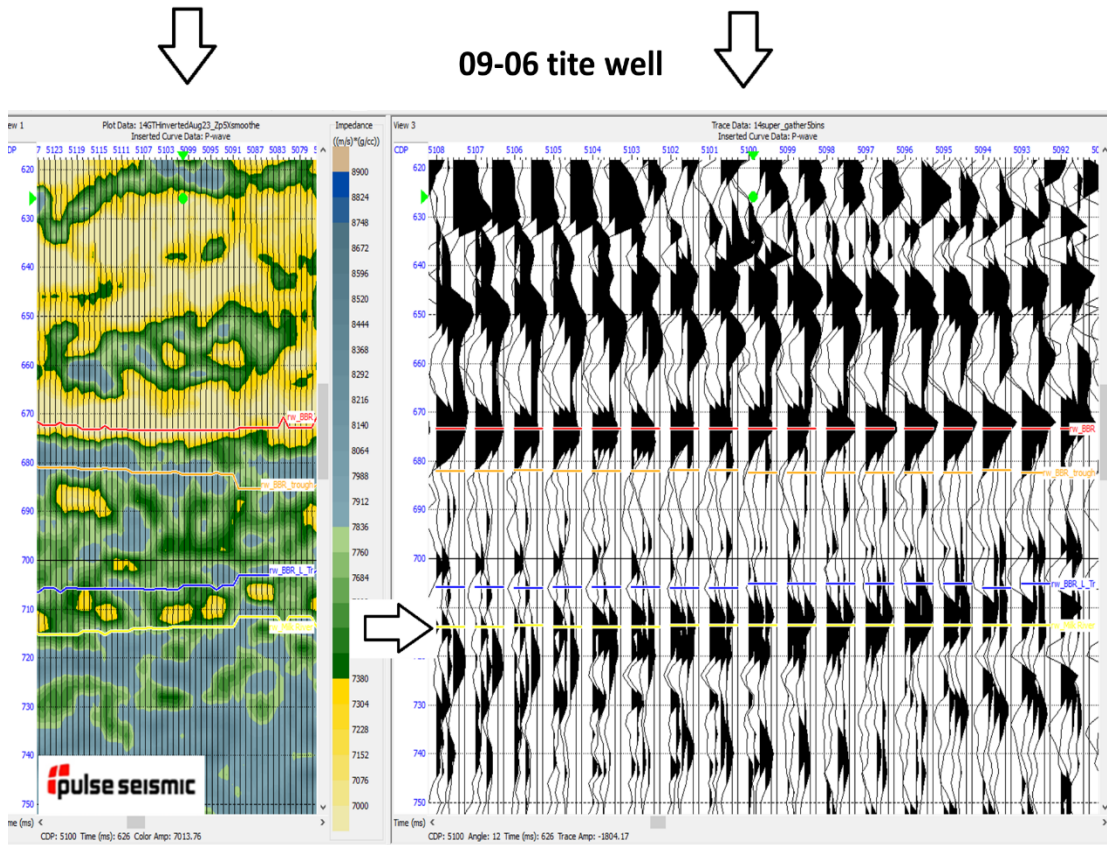 09-06 tite well
ew 1
Plot Data: 14GTHinvertedAug23_Zp5Xsmoothe
Inserted Curve Data: P-wave
CDP
7 5123 5119 5115 5111 5107 5103 5099 5095 5091 5087 5083 5079
620
630
640
650
660
670
680
690
700
710
720
730
740
750
rw_BBR
rw_BBR_trough
rw_BBR_L_Tr
pulse seismic
me (ms)
CDP: 5100 Time (ms): 626 Color Amp: 7013.76
Impedance
((m/s)*(g/cc))
8900
8824
8748
8672
8596
8520
8444
8368
8292
8216
8140
8064
7988
7912
7836
7760
7684
7380
7304
7228
7152
7076
7000
View 3
Trace Data: 14super_gather5bins
Inserted Curve Data: P-wave
CDP 5108 5107 5106 5105 5104 5103 5102 5101 5100 5099 5098 5097 5096 5095 5094 5093 5092
620
630
640
650
660
670
680
690
700
710
730
740
750
rw_BBR
rw_BBR_trough
rw_BBR_L_Tr
Time (ms)
CDP: 5100 Angle: 12 Time (ms): 626 Trace Amp: -1804.17